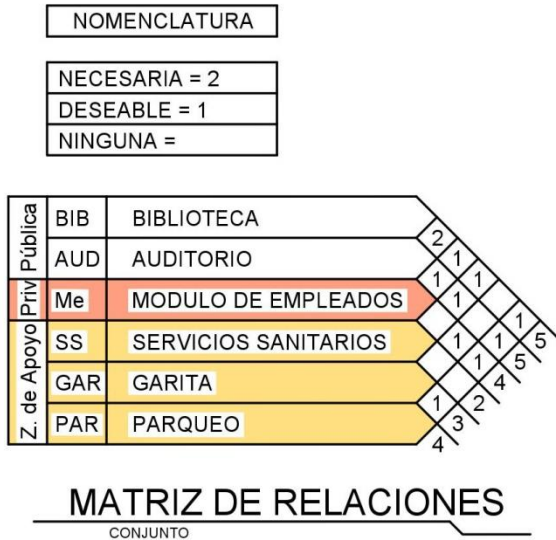 NOMENCLATURA
NECESARIA = 2
DESEABLE = 1
NINGUNA =
Pública
BIB BIBLIOTECA
2
AUD AUDITORIO 1
1 1
Priv
Me MODULO DE EMPLEADOS 1
1
Z. de Apoyo
SS SERVICIOS SANITARIOS 1 1 5
1 5
GAR GARITA 4
1 2
PAR PARQUEO 3
4
MATRIZ DE RELACIONES
CONJUNTO